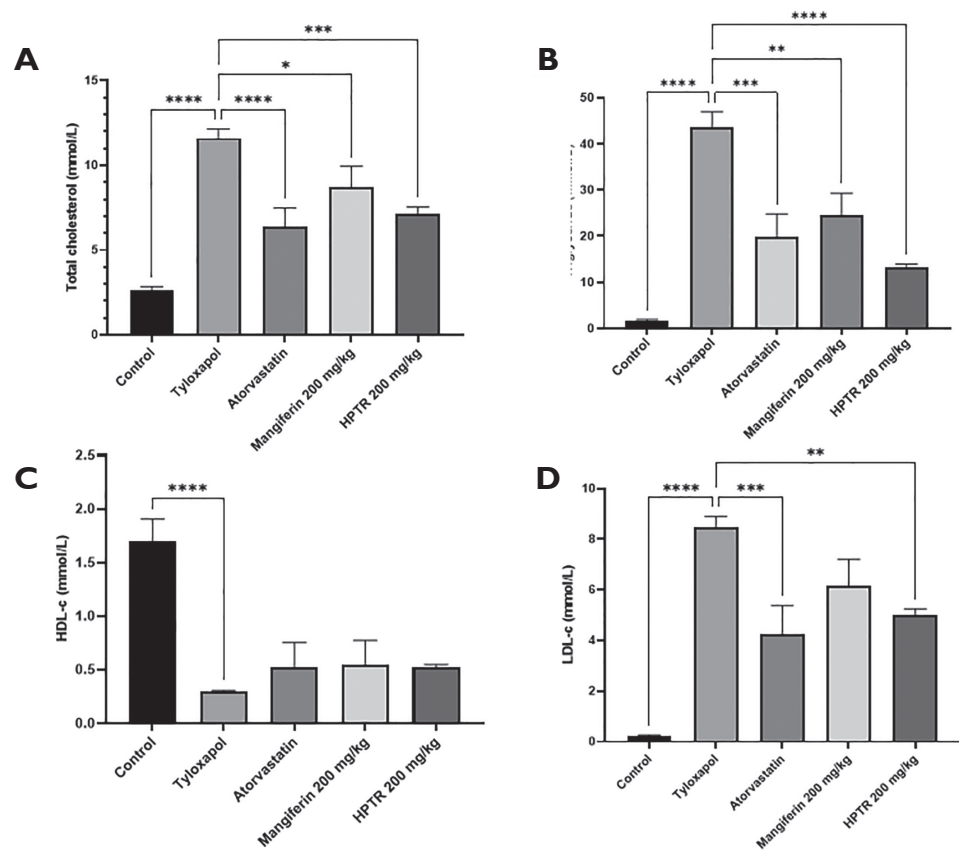 A
***
*
**** ****
Total cholesterol (mmol/L)
15
10
5
0
Control
Tyloxapol
Atorvastatin
Mangiferin 200 mg/kg
HPTR 200 mg/kg
B
****
**
**** ***
50
40
30
20
10
0
Control
Tyloxapol
Atorvastatin
Mangiferin 200 mg/kg
HPTR 200 mg/kg
C
****
HDL-c (mmol/L)
2.5
2.0
1.5
1.0
0.5
0.0
Control
Tyloxapol
Atorvastatin
Mangiferin 200 mg/kg
HPTR 200 mg/kg
D
**
**** ***
LDL-c (mmol/L)
10
8
6
4
2
0
Control
Tyloxapol
Atorvastatin
Mangiferin 200 mg/kg
HPTR 200 mg/kg